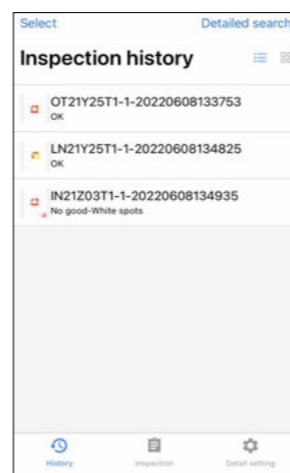 Select Detailed search
Inspection history
OT21Y25T1-1-20220608133753
OK
LN21Y25T1-1-20220608134825
OK
IN21Z03T1-1-20220608134935
No good-White spots
History Inspection Detail setting